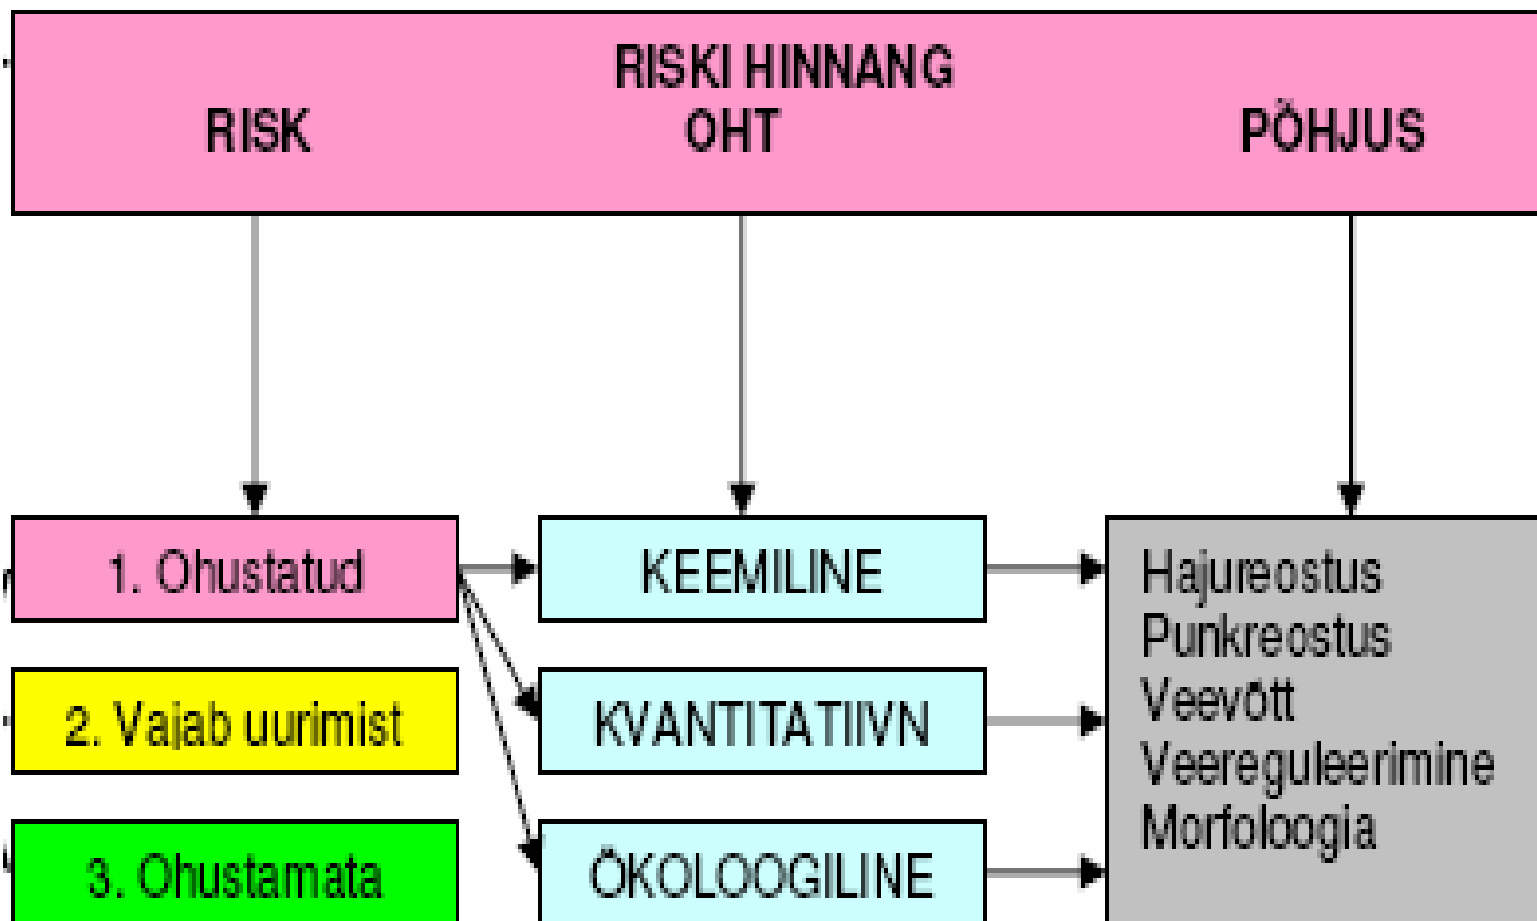 RISKI HINNANG
RISK OHT PÕHJUS
1. Ohustatud
KEEMILINE
2. Vajab uurimist
KVANTITATIIVN
3. Ohustamata
ÖKOLOOGILINE
Hajureostus
Punkreostus
Veevõtt
Veereguleerimine
Morfoloogia